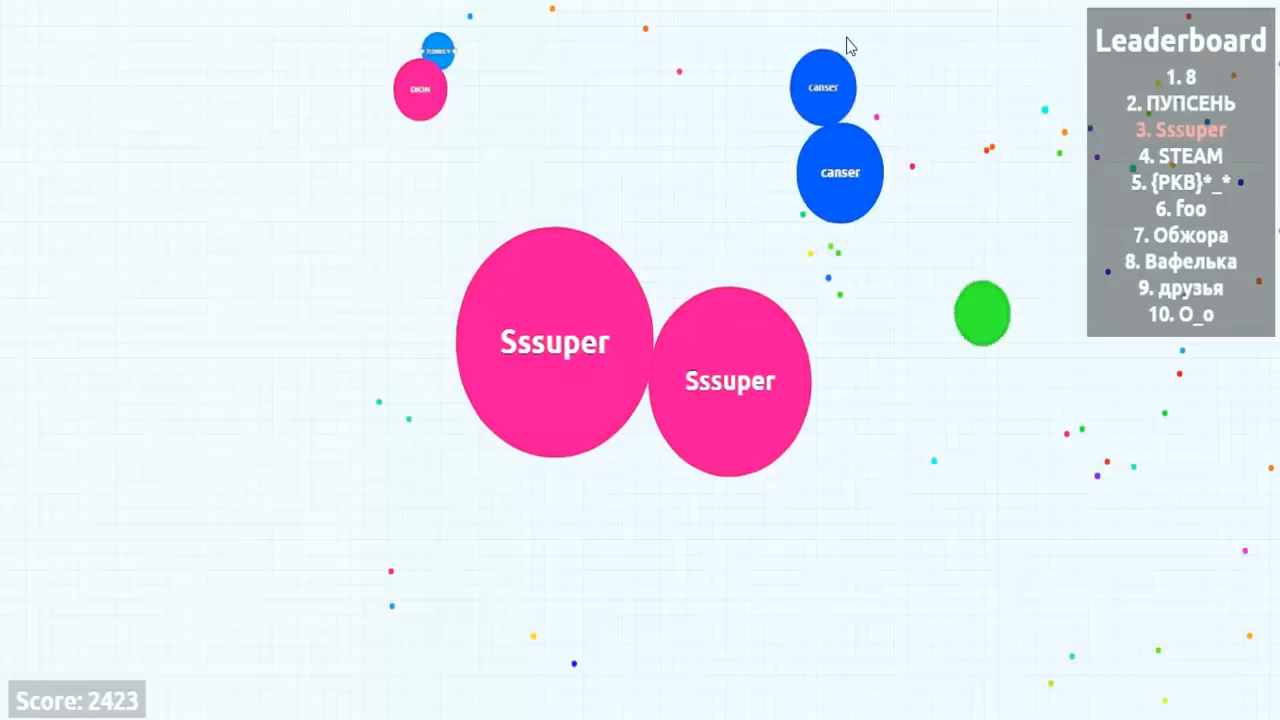 DION
canser
canser
Sssuper
Sssuper
Leaderboard
1. 8
2. ПУПСЕНЬ
3. Sssuper
4. STEAM
5. {PKB}*_*
6. foo
7. Обжора
8. Вафелька
9. друзья
10. O_o
Score: 2423